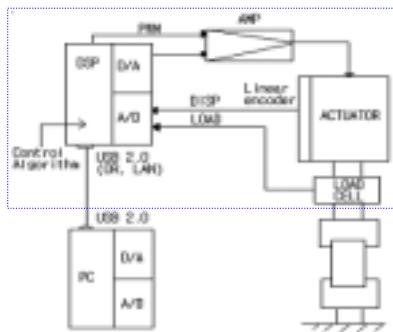 AMP
PWM
DSP
D/A
A/D
DISP
LOAD
Linear
encoder
ACTUATOR
Control
Algorithm
USB 2.0
(OR, LAN)
LOAD
CELL
USB 2.0
PC
D/A
A/D